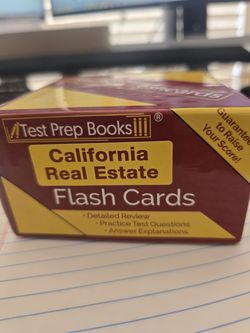 Test Prep Books
®
California
Real Estate
Flash Cards
• Detailed Review
• Practice Test Questions
• Answer Explanations
Guarantee
to Raise
Your Score!